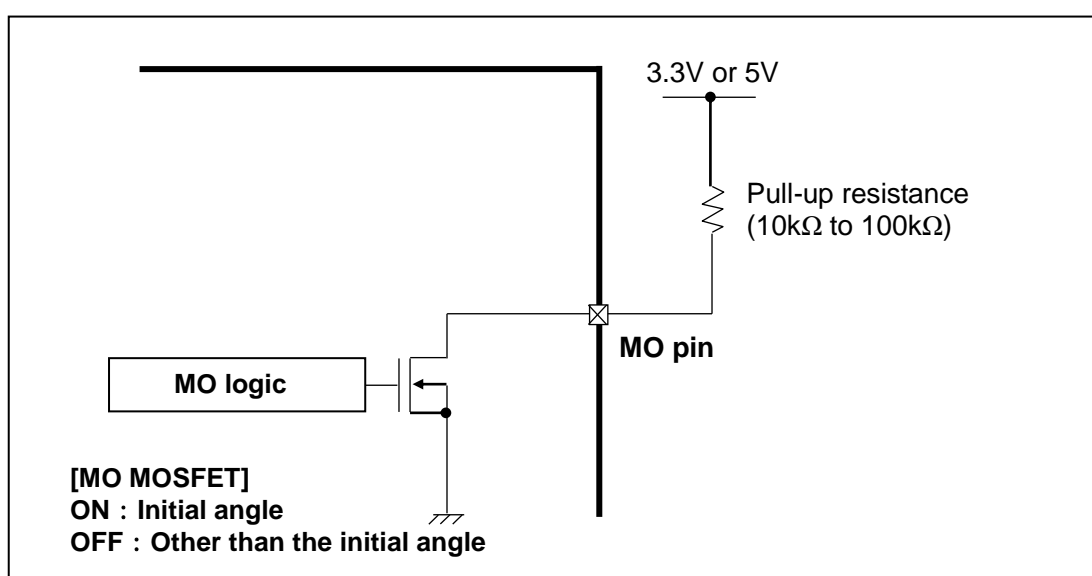 3.3V or 5V
Pull-up resistance
(10kΩ to 100kΩ)
MO pin
MO logic
[MO MOSFET]
ON : Initial angle
OFF : Other than the initial angle